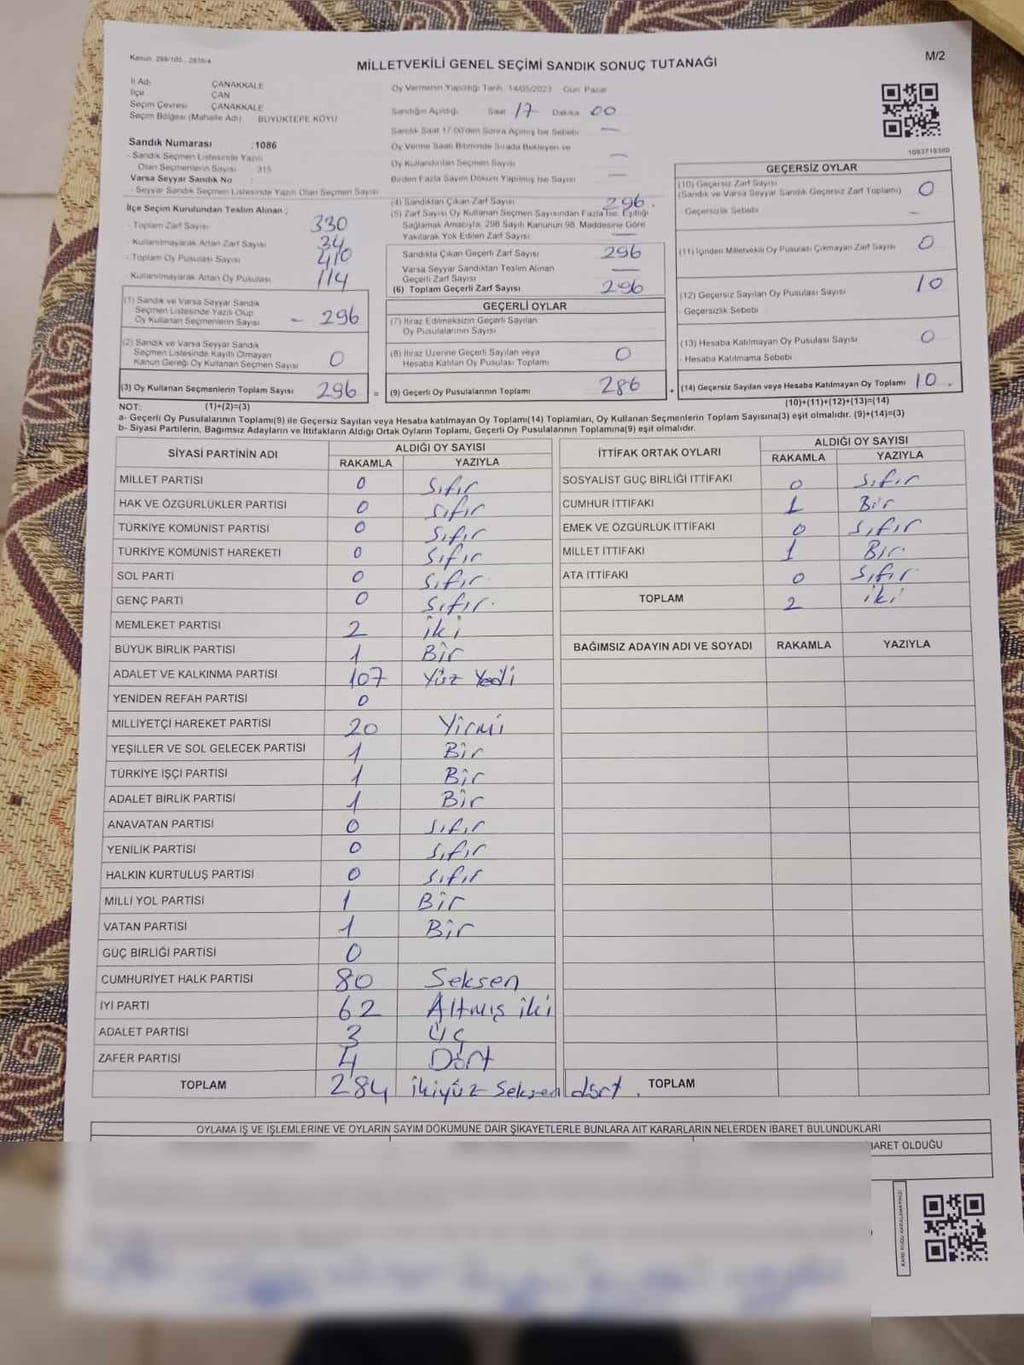 Kanun: 298/105 , 2839/4
MİLLETVEKİLİ GENEL SEÇİMİ SANDIK SONUÇ TUTANAĞI
M/2
İl Adı : ÇANAKKALE
İlçe : ÇAN
Seçim Çevresi ÇANAKKALE
Seçim Bölgesi (Mahalle Adı) : BÜYÜKTEPE KÖYÜ
Oy Vermenin Yapıldığı Tarih 14/05/2023 Gün Pazar
Sandığın Açıldığı Saat 17 Dakika 00
Sandık Saat 17:00'den Sonra Açılmış İse Sebebi —
Oy Verme Saati Bitiminde Sırada Bekleyen ve
Oy Kullandırılan Seçmen Sayısı —
Birden Fazla Sayım Döküm Yapılmış İse Sayısı —
Sandık Numarası :1086
- Sandık Seçmen Listesinde Yazılı
Olan Seçmenlerin Sayısı 315
Varsa Seyyar Sandık No :
- Seyyar Sandık Seçmen Listesinde Yazılı Olan Seçmen Sayısı
İlçe Seçim Kurulundan Teslim Alınan ;
- Toplam Zarf Sayısı 330
- Kullanılmayarak Artan Zarf Sayısı 34
- Toplam Oy Pusulası Sayısı 410
- Kullanılmayarak Artan Oy Pusulası 114
(1) Sandık ve Varsa Seyyar Sandık
Seçmen Listesinde Yazılı Olup
Oy Kullanan Seçmenlerin Sayısı - 296
(2) Sandık ve Varsa Seyyar Sandık
Seçmen Listesinde Kayıtlı Olmayan
Kanun Gereği Oy Kullanan Seçmen Sayısı 0
(3) Oy Kullanan Seçmenlerin Toplam Sayısı 296 =
(4) Sandıktan Çıkan Zarf Sayısı 296.
(5) Zarf Sayısı Oy Kullanan Seçmen Sayısından Fazla İse, Eşitliği
Sağlamak Amacıyla, 298 Sayılı Kanunun 98. Maddesine Göre
Yakılarak Yok Edilen Zarf Sayısı —
Sandıkta Çıkan Geçerli Zarf Sayısı 296
Varsa Seyyar Sandıktan Teslim Alınan
Geçerli Zarf Sayısı —
(6) Toplam Geçerli Zarf Sayısı 296
GEÇERLİ OYLAR
(7) İtiraz Edilmeksizin Geçerli Sayılan
Oy Pusulalarının Sayısı
(8) İtiraz Üzerine Geçerli Sayılan veya
Hesaba Katılan Oy Pusulası Toplamı 0
(9) Geçerli Oy Pusulalarının Toplamı 286 +
1093718380
GEÇERSİZ OYLAR
(10) Geçersiz Zarf Sayısı
(Sandık ve Varsa Seyyar Sandık Geçersiz Zarf Toplamı) 0
- Geçersizlik Sebebi —
(11) İçinden Milletvekili Oy Pusulası Çıkmayan Zarf Sayısı 0
(12) Geçersiz Sayılan Oy Pusulası Sayısı 10
Geçersizlik Sebebi
(13) Hesaba Katılmayan Oy Pusulası Sayısı 0
- Hesaba Katılmama Sebebi
(14) Geçersiz Sayılan veya Hesaba Katılmayan Oy Toplamı 10.
NOT: (1)+(2)=(3)
(10)+(11)+(12)+(13)=(14)
a- Geçerli Oy Pusulalarının Toplamı(9) ile Geçersiz Sayılan veya Hesaba katılmayan Oy Toplamı(14) Toplamları, Oy Kullanan Seçmenlerin Toplam Sayısına(3) eşit olmalıdır. (9)+(14)=(3)
b- Siyasi Partilerin, Bağımsız Adayların ve İttifakların Aldığı Ortak Oyların Toplamı, Geçerli Oy Pusulalarının Toplamına(9) eşit olmalıdır.
SİYASİ PARTİNİN ADI ALDIĞI OY SAYISI
RAKAMLA YAZIYLA
MİLLET PARTİSİ 0 Sıfır
HAK VE ÖZGÜRLÜKLER PARTİSİ 0 Sıfır
TÜRKİYE KOMÜNİST PARTİSİ 0 Sıfır
TÜRKİYE KOMÜNİST HAREKETİ 0 Sıfır
SOL PARTİ 0 Sıfır
GENÇ PARTİ 0 Sıfır.
MEMLEKET PARTİSİ 2 iki
BÜYÜK BİRLİK PARTİSİ 1 Bir
ADALET VE KALKINMA PARTİSİ 107 Yüz Yedi
YENİDEN REFAH PARTİSİ 0
MİLLİYETÇİ HAREKET PARTİSİ 20 Yirmi
YEŞİLLER VE SOL GELECEK PARTİSİ 1 Bir
TÜRKİYE İŞÇİ PARTİSİ 1 Bir
ADALET BİRLİK PARTİSİ 1 Bir
ANAVATAN PARTİSİ 0 Sıfır
YENİLİK PARTİSİ 0 Sıfır
HALKIN KURTULUŞ PARTİSİ 0 Sıfır
MİLLİ YOL PARTİSİ 1 Bir
VATAN PARTİSİ 1 Bir
GÜÇ BİRLİĞİ PARTİSİ 0
CUMHURİYET HALK PARTİSİ 80 Seksen
İYİ PARTİ 62 Altmış iki
ADALET PARTİSİ 3 Üç
ZAFER PARTİSİ 4 Dört
TOPLAM 284 ikiyüz Seksen dört.
İTTİFAK ORTAK OYLARI ALDIĞI OY SAYISI
RAKAMLA YAZIYLA
SOSYALİST GÜÇ BİRLİĞİ İTTİFAKI 0 Sıfır
CUMHUR İTTİFAKI 1 Bir
EMEK VE ÖZGÜRLÜK İTTİFAKI 0 Sıfır
MİLLET İTTİFAKI 1 Bir.
ATA İTTİFAKI 0 Sıfır
TOPLAM 2 iki
BAĞIMSIZ ADAYIN ADI VE SOYADI RAKAMLA YAZIYLA
TOPLAM
OYLAMA İŞ VE İŞLEMLERİNE VE OYLARIN SAYIM DÖKÜMÜNE DAİR ŞİKAYETLERLE BUNLARA AİT KARARLARIN NELERDEN İBARET BULUNDUKLARI
İBARET OLDUĞU